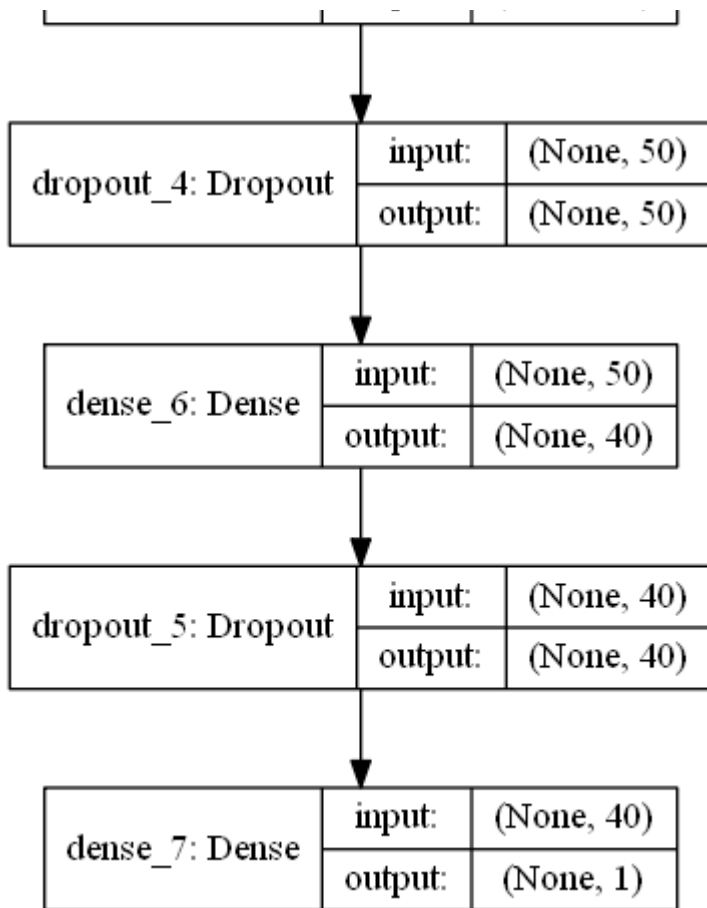 dropout_4: Dropout
input: (None, 50)
output: (None, 50)
dense_6: Dense
input: (None, 50)
output: (None, 40)
dropout_5: Dropout
input: (None, 40)
output: (None, 40)
dense_7: Dense
input: (None, 40)
output: (None, 1)